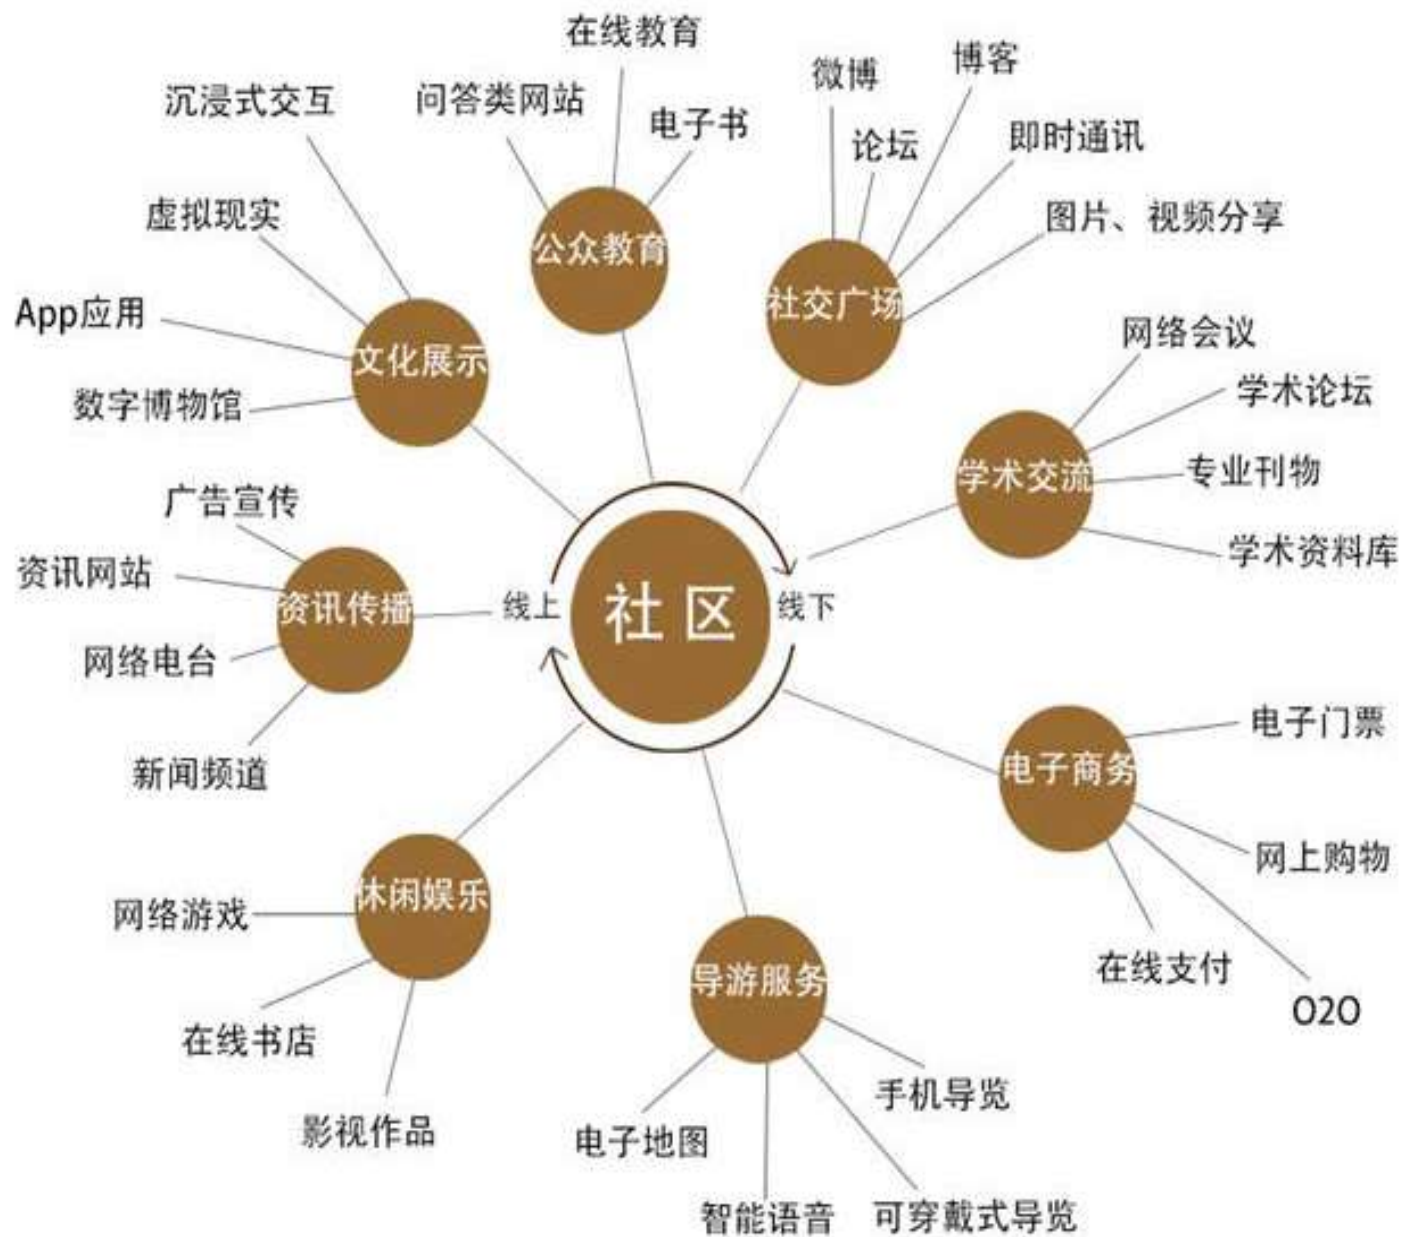 在线教育
博客
微博
沉浸式交互
问答类网站
电子书
论坛
即时通讯
虚拟现实
图片、视频分享
公众教育
社交广场
App应用
网络会议
文化展示
学术论坛
数字博物馆
学术交流
专业刊物
广告宣传
学术资料库
资讯网站
资讯传播
线上
社区
线下
网络电台
电子门票
新闻频道
电子商务
网上购物
休闲娱乐
网络游戏
在线支付
导游服务
O2O
在线书店
手机导览
影视作品
电子地图
智能语音
可穿戴式导览